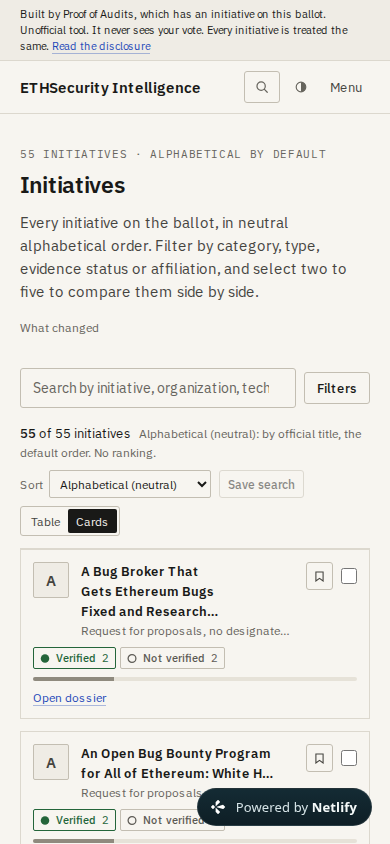 Built by Proof of Audits, which has an initiative on this ballot.
Unofficial tool. It never sees your vote. Every initiative is treated the
same. Read the disclosure
ETHSecurity Intelligence
Menu
55 INITIATIVES · ALPHABETICAL BY DEFAULT
Initiatives
Every initiative on the ballot, in neutral
alphabetical order. Filter by category, type,
evidence status or affiliation, and select two to
five to compare them side by side.
What changed
Search by initiative, organization, tech
Filters
55 of 55 initiatives Alphabetical (neutral): by official title, the
default order. No ranking.
Sort Alphabetical (neutral) Save search
Table Cards
A
A Bug Broker That
Gets Ethereum Bugs
Fixed and Research...
Request for proposals, no designate...
Verified 2 Not verified 2
Open dossier
A
An Open Bug Bounty Program
for All of Ethereum: White H...
Request for proposals
Verified 2 Not verified
Powered by Netlify